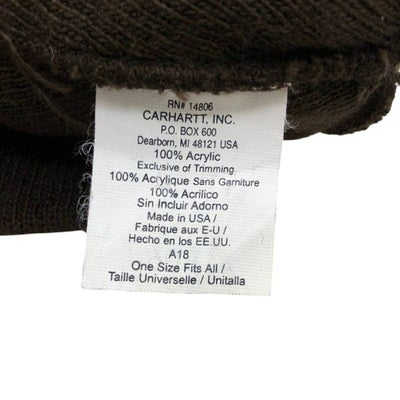 RN# 14806
CARHARTT, INC.
P.O. BOX 600
Dearborn, MI 48121 USA
100% Acrylic
Exclusive of Trimming
100% Acrylique Sans Garniture
100% Acrilico
Sin Incluir Adorno
Made in USA /
Fabrique aux E-U /
Hecho en los EE.UU.
A18
One Size Fits All /
Taille Universelle / Unitalla